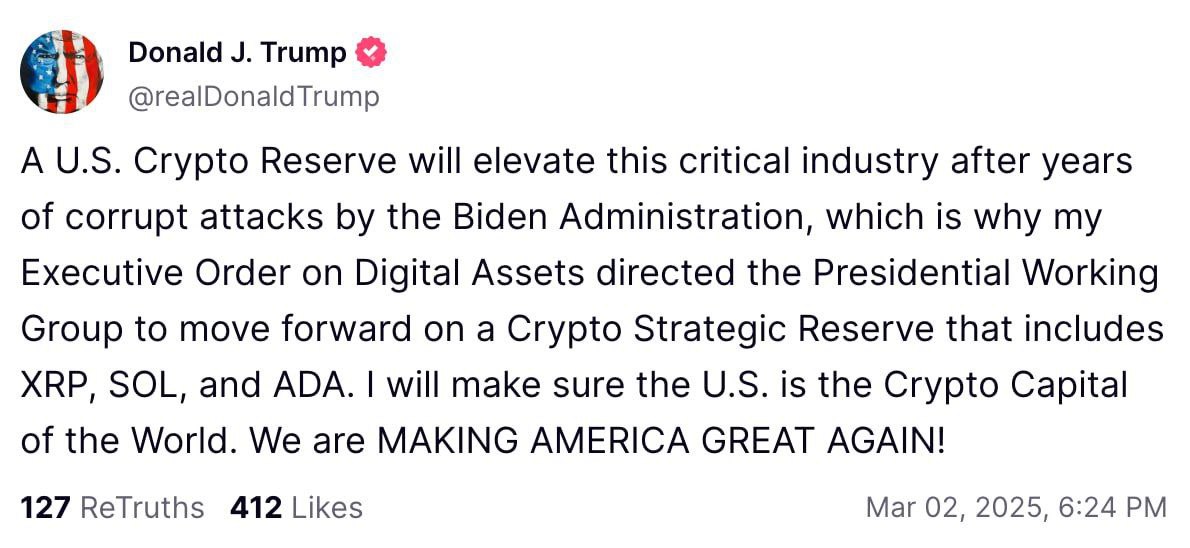 Donald J. Trump
@realDonaldTrump
A U.S. Crypto Reserve will elevate this critical industry after years
of corrupt attacks by the Biden Administration, which is why my
Executive Order on Digital Assets directed the Presidential Working
Group to move forward on a Crypto Strategic Reserve that includes
XRP, SOL, and ADA. I will make sure the U.S. is the Crypto Capital
of the World. We are MAKING AMERICA GREAT AGAIN!
127 ReTruths 412 Likes Mar 02, 2025, 6:24 PM